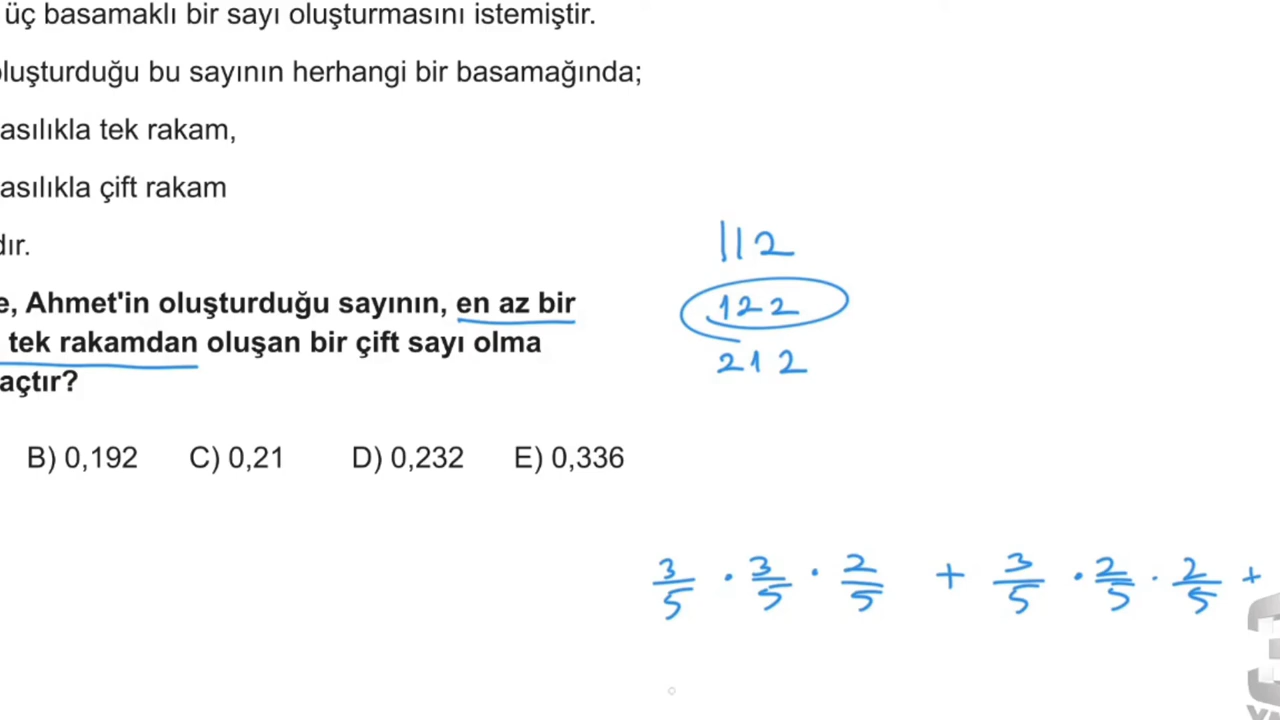 üç basamaklı bir sayı oluşturmasını istemiştir.
oluşturduğu bu sayının herhangi bir basamağında;
asılıkla tek rakam,
asılıkla çift rakam
dır.
e, Ahmet'in oluşturduğu sayının, en az bir
tek rakamdan oluşan bir çift sayı olma
açtır?
B) 0,192 C) 0,21 D) 0,232 E) 0,336
112
122
212
3/5 · 3/5 · 2/5 + 3/5 · 2/5 · 2/5 +